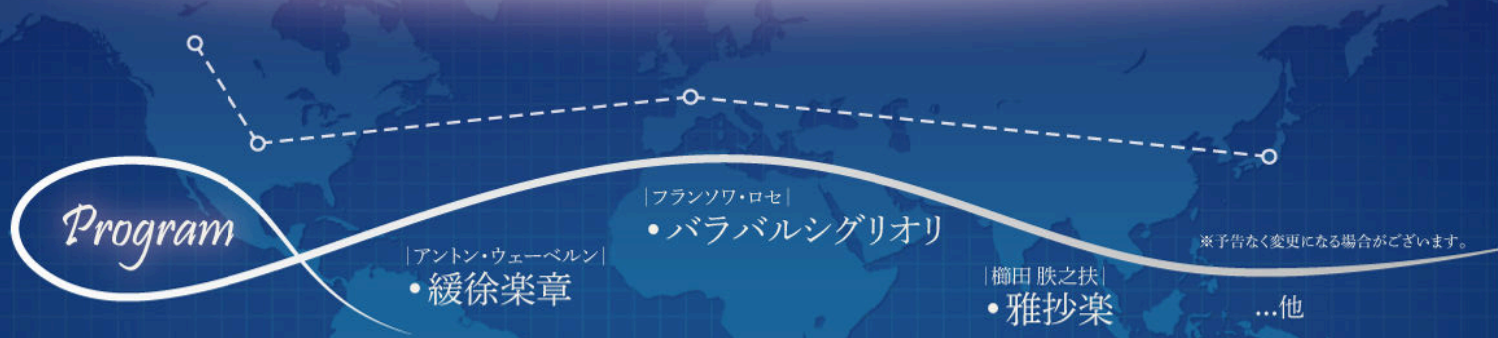 Program
|アントン・ウェーベルン|
•緩徐楽章
|フランソワ・ロセ|
•バラバルシグリオリ
|櫛田 胅之扶|
•雅抄楽
※予告なく変更になる場合がございます。
...他